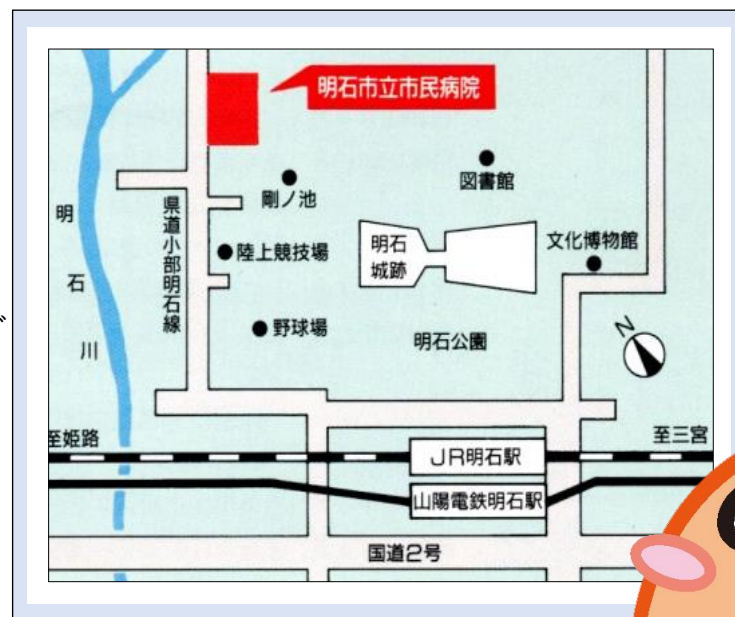 明石市立市民病院
剛ノ池
図書館
県道小部明石線
陸上競技場
明石
城跡
文化博物館
明石川
野球場
明石公園
N
至姫路
JR明石駅
至三宮
山陽電鉄明石駅
国道2号